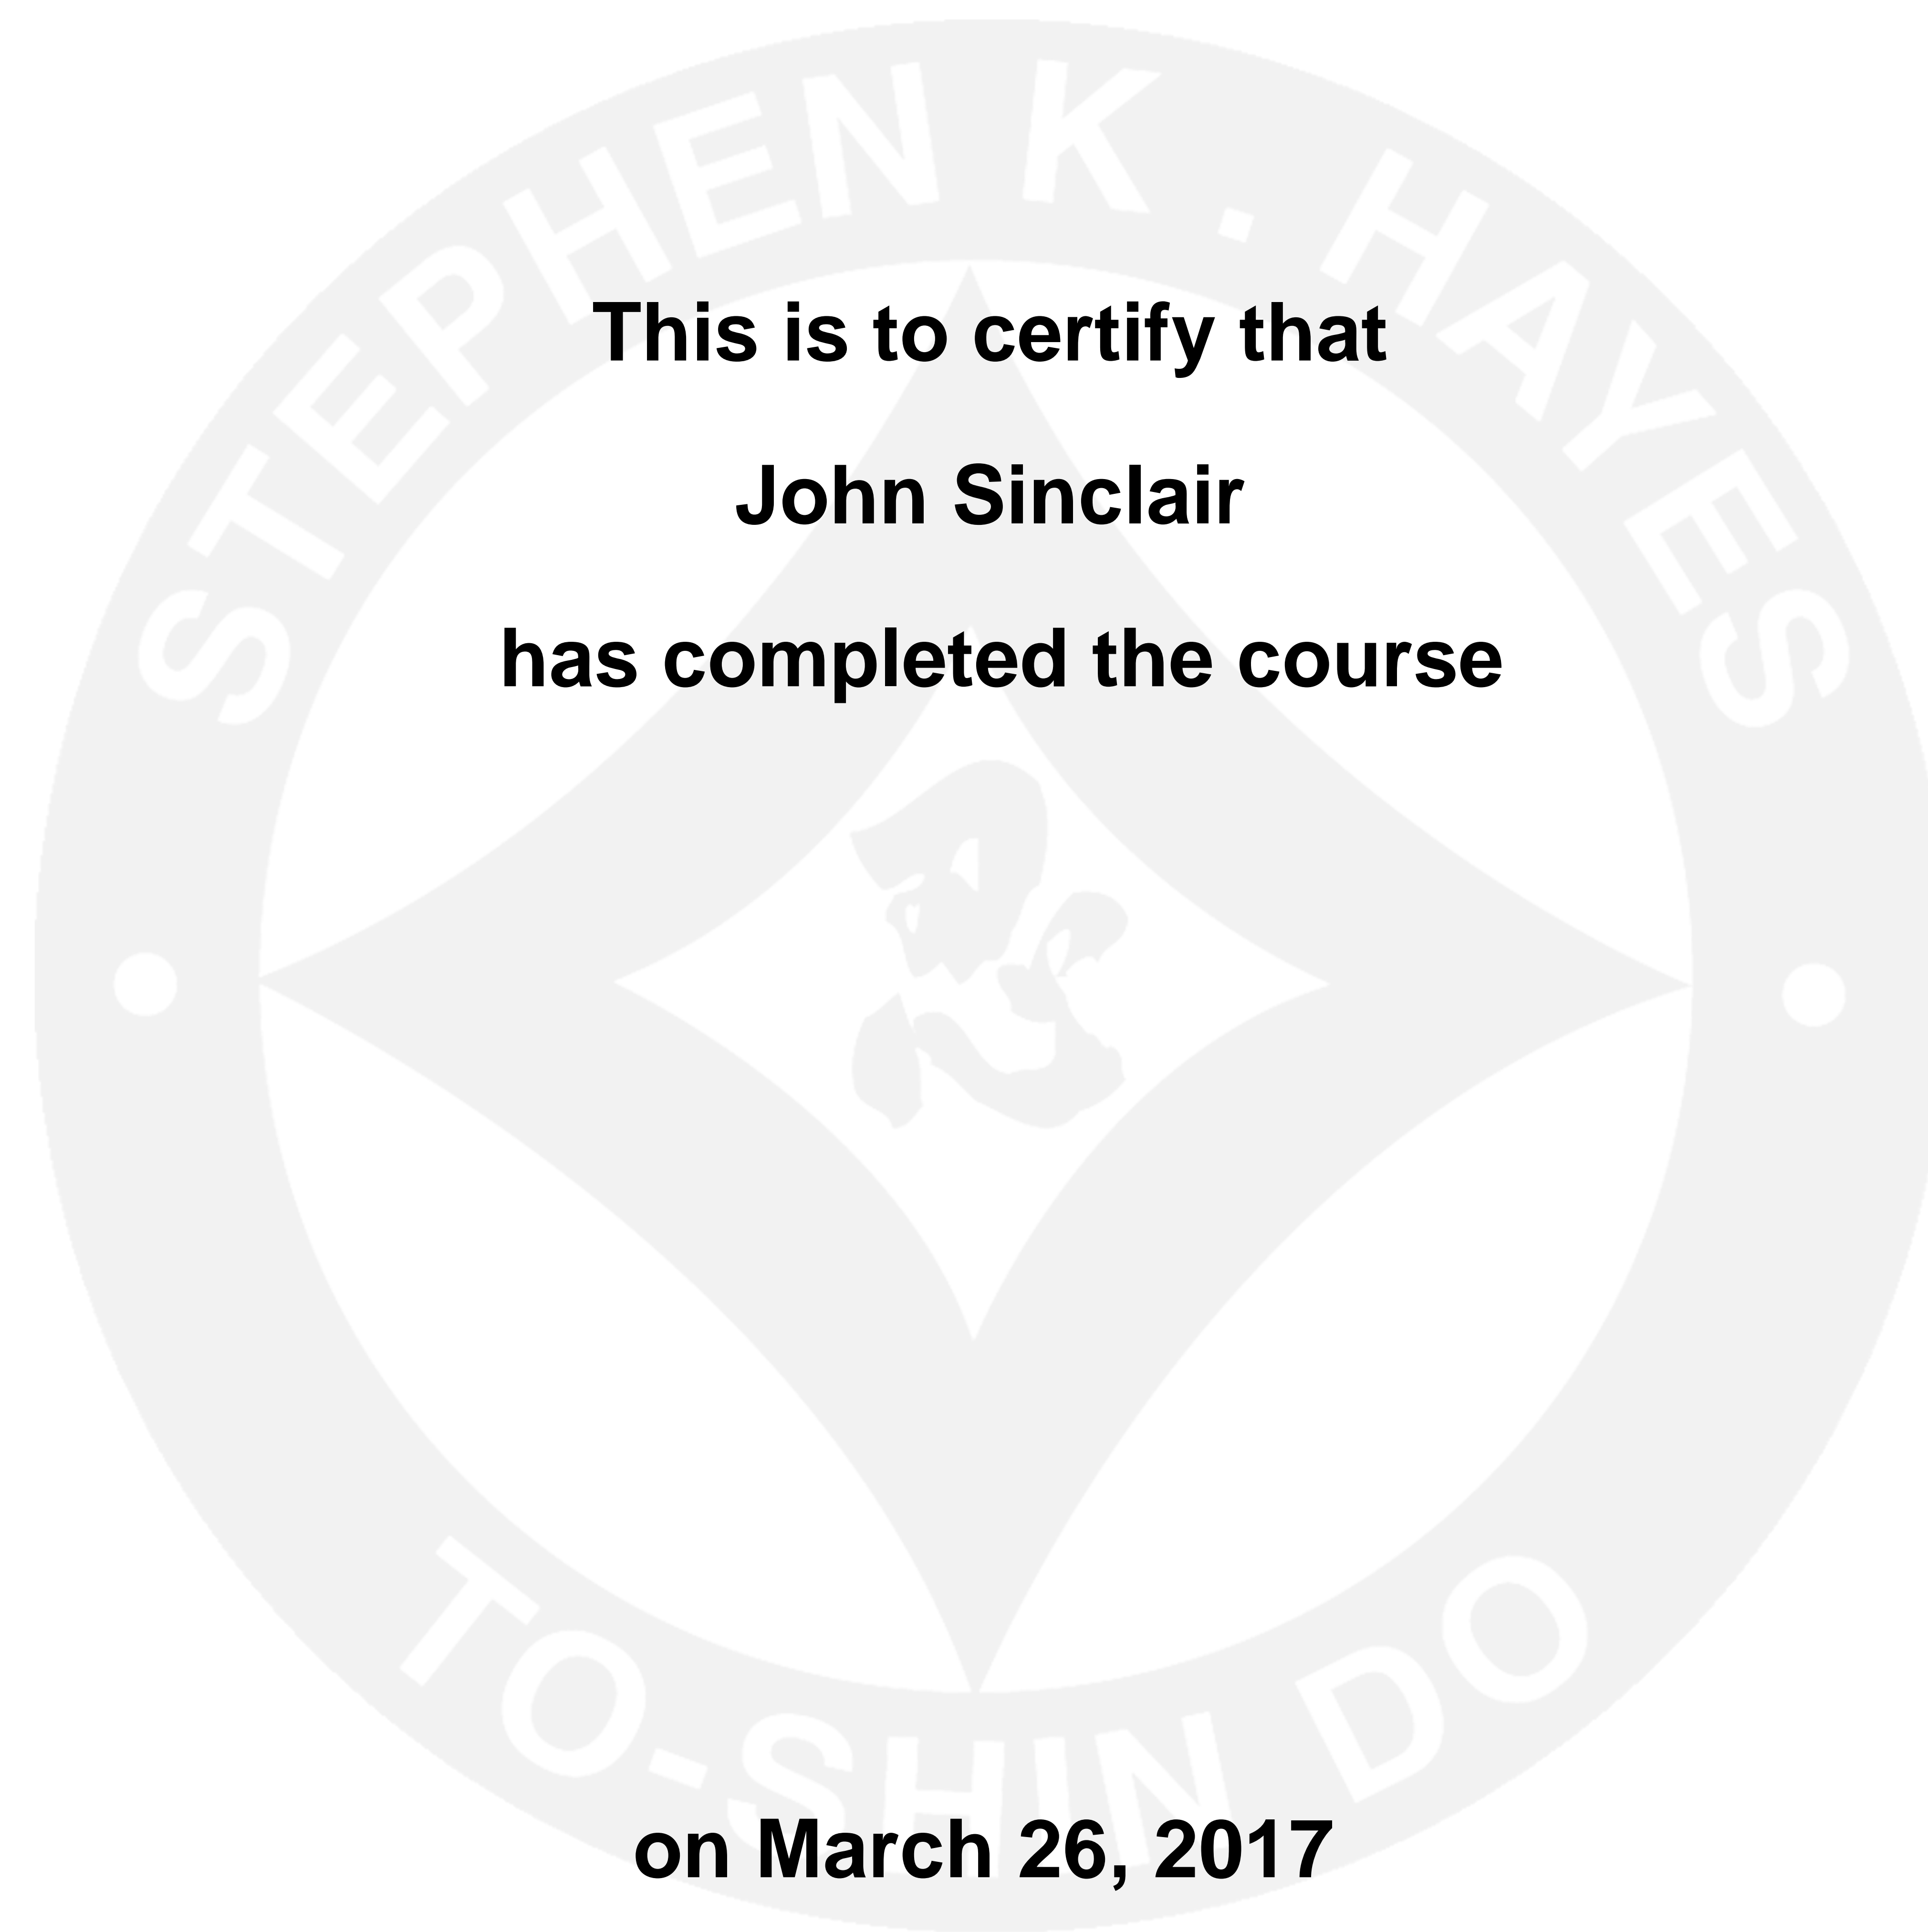 STEPHEN K. HAYES
This is to certify that
John Sinclair
has completed the course
忍
TO-SHIN DO
on March 26, 2017